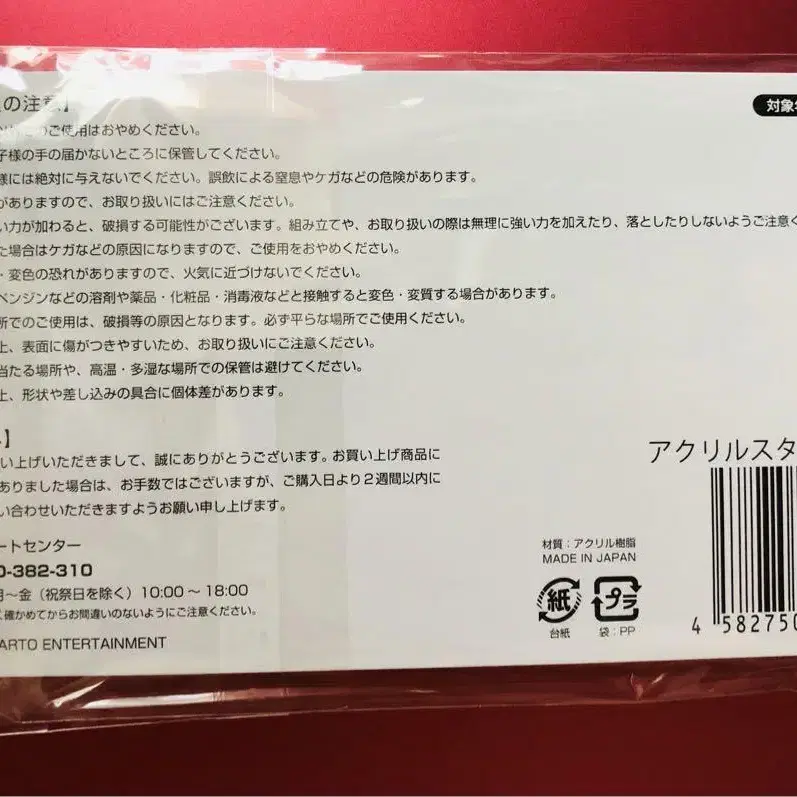 の注意】
対象
のご使用はおやめください。
子様の手の届かないところに保管してください。
様には絶対に与えないでください。誤飲による窒息やケガなどの危険があります。
がありますので、お取り扱いにはご注意ください。
い力が加わると、破損する可能性がございます。組み立てや、お取り扱いの際は無理に強い力を加えたり、落としたりしないようご注意く
た場合はケガなどの原因になりますので、ご使用をおやめください。
・変色の恐れがありますので、火気に近づけないでください。
ベンジンなどの溶剤や薬品・化粧品・消毒液などと接触すると変色・変質する場合があります。
所でのご使用は、破損等の原因となります。必ず平らな場所でご使用ください。
上、表面に傷がつきやすいため、お取り扱いにご注意ください。
当たる場所や、高温・多湿な場所での保管は避けてください。
上、形状や差し込みの具合に個体差があります。
】
い上げいただきまして、誠にありがとうございます。お買い上げ商品に
ありました場合は、お手数ではございますが、ご購入日より2週間以内に
い合わせいただきますようお願い申し上げます。
ートセンター
0-382-310
月〜金（祝祭日を除く）10:00〜18:00
く確かめてからお間違いのないようにご注意ください。
ARTO ENTERTAINMENT
アクリルスタ
材質：アクリル樹脂
MADE IN JAPAN
紙
プラ
台紙
袋：PP
4 582750